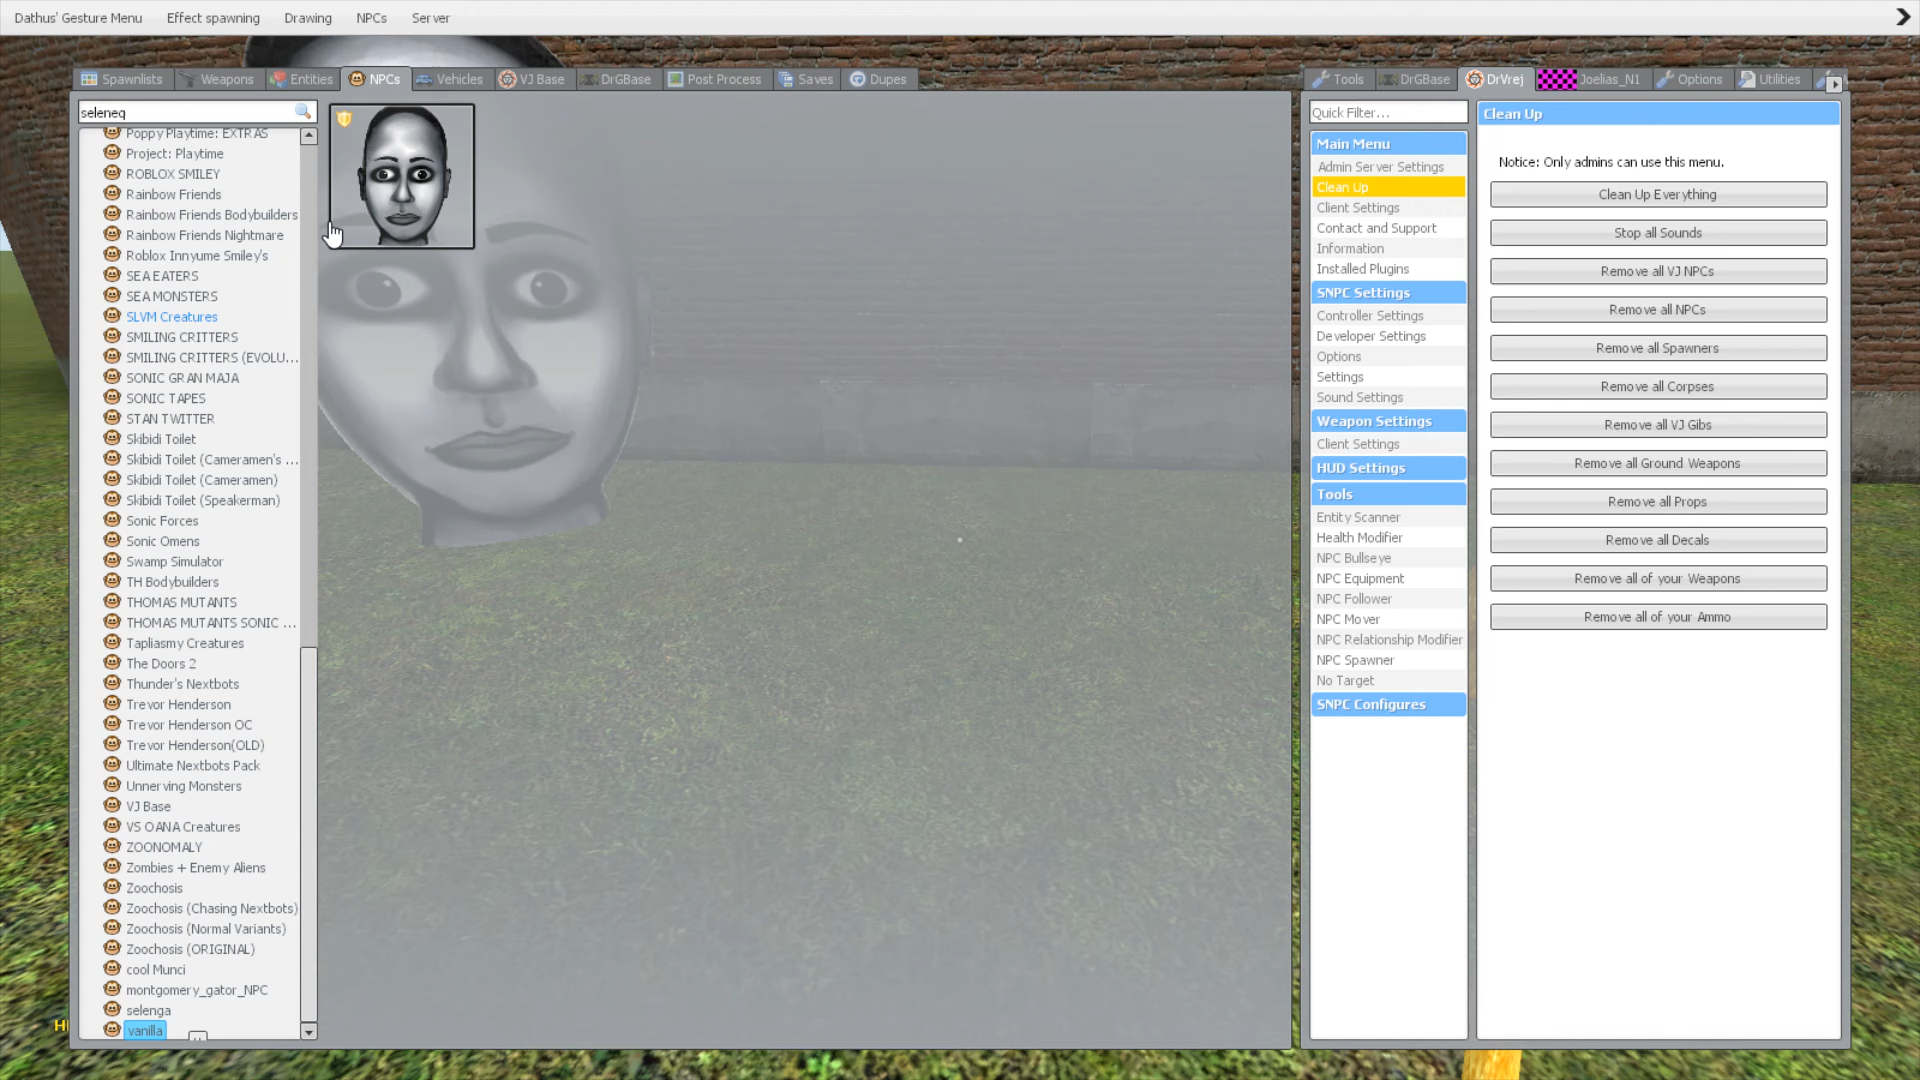 Dathus' Gesture Menu Effect spawning Drawing NPCs Server
Spawnlists Weapons Entities NPCs Vehicles VJ Base DrGBase Post Process Saves Dupes
Tools DrGBase DrVrej Joelias_N1 Options Utilities
seleneq
Poppy Playtime: EXTRAS
Project: Playtime
ROBLOX SMILEY
Rainbow Friends
Rainbow Friends Bodybuilders
Rainbow Friends Nightmare
Roblox Innyume Smiley's
SEA EATERS
SEA MONSTERS
SLVM Creatures
SMILING CRITTERS
SMILING CRITTERS (EVOLU...
SONIC GRAN MAJA
SONIC TAPES
STAN TWITTER
Skibidi Toilet
Skibidi Toilet (Cameramen's ...
Skibidi Toilet (Cameramen)
Skibidi Toilet (Speakerman)
Sonic Forces
Sonic Omens
Swamp Simulator
TH Bodybuilders
THOMAS MUTANTS
THOMAS MUTANTS SONIC ...
Tapliasmy Creatures
The Doors 2
Thunder's Nextbots
Trevor Henderson
Trevor Henderson OC
Trevor Henderson(OLD)
Ultimate Nextbots Pack
Unnerving Monsters
VJ Base
VS OANA Creatures
ZOONOMALY
Zombies + Enemy Aliens
Zoochosis
Zoochosis (Chasing Nextbots)
Zoochosis (Normal Variants)
Zoochosis (ORIGINAL)
cool Munci
montgomery_gator_NPC
selenga
vanilla
Quick Filter...
Main Menu
Admin Server Settings
Clean Up
Client Settings
Contact and Support
Information
Installed Plugins
SNPC Settings
Controller Settings
Developer Settings
Options
Settings
Sound Settings
Weapon Settings
Client Settings
HUD Settings
Tools
Entity Scanner
Health Modifier
NPC Bullseye
NPC Equipment
NPC Follower
NPC Mover
NPC Relationship Modifier
NPC Spawner
No Target
SNPC Configures
Clean Up
Notice: Only admins can use this menu.
Clean Up Everything
Stop all Sounds
Remove all VJ NPCs
Remove all NPCs
Remove all Spawners
Remove all Corpses
Remove all VJ Gibs
Remove all Ground Weapons
Remove all Props
Remove all Decals
Remove all of your Weapons
Remove all of your Ammo